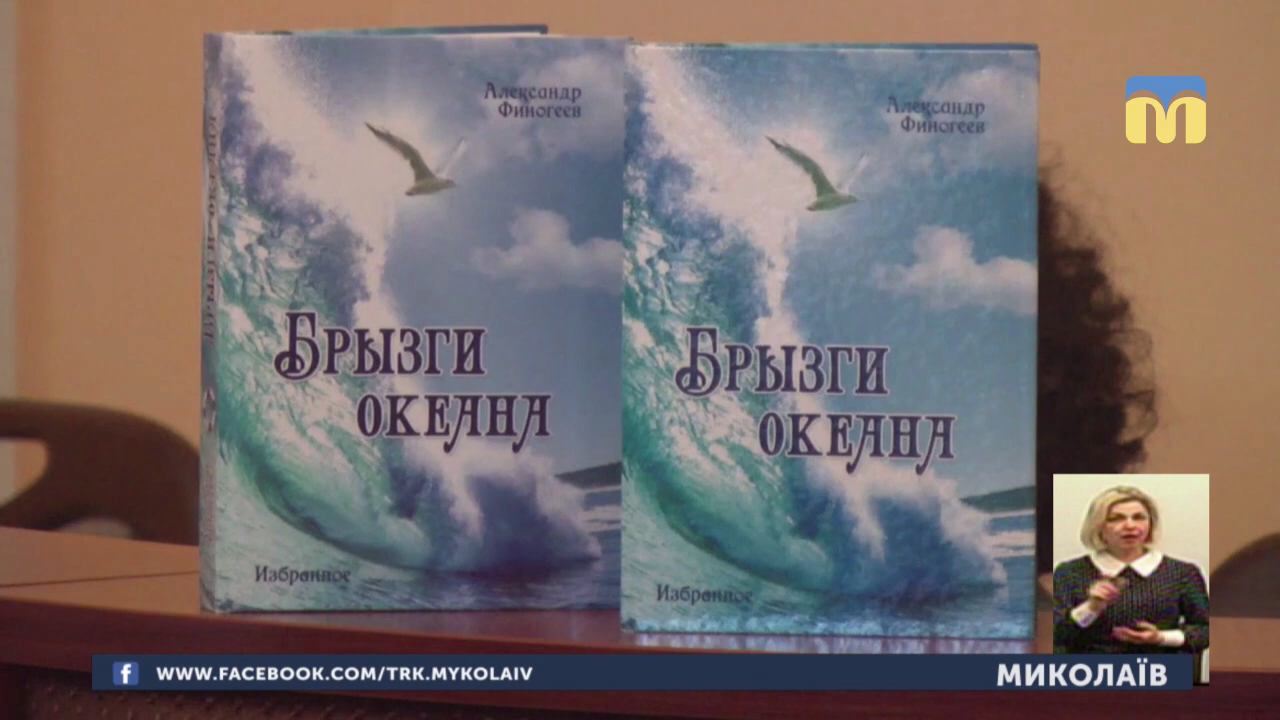 Александр
Финогеев
Брызги
океана
Избранное
Александр
Финогеев
Брызги
океана
Избранное
WWW.FACEBOOK.COM/TRK.MYKOLAIV
МИКОЛАЇВ